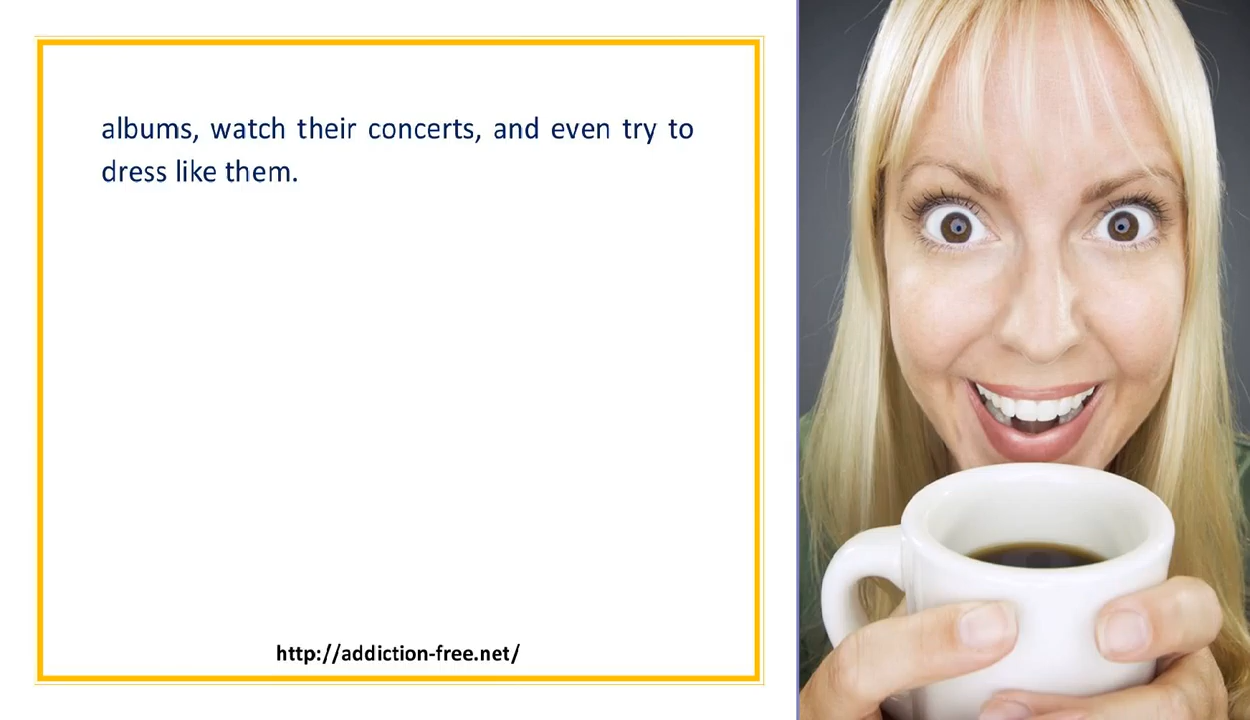 albums, watch their concerts, and even try to
dress like them.
http://addiction-free.net/